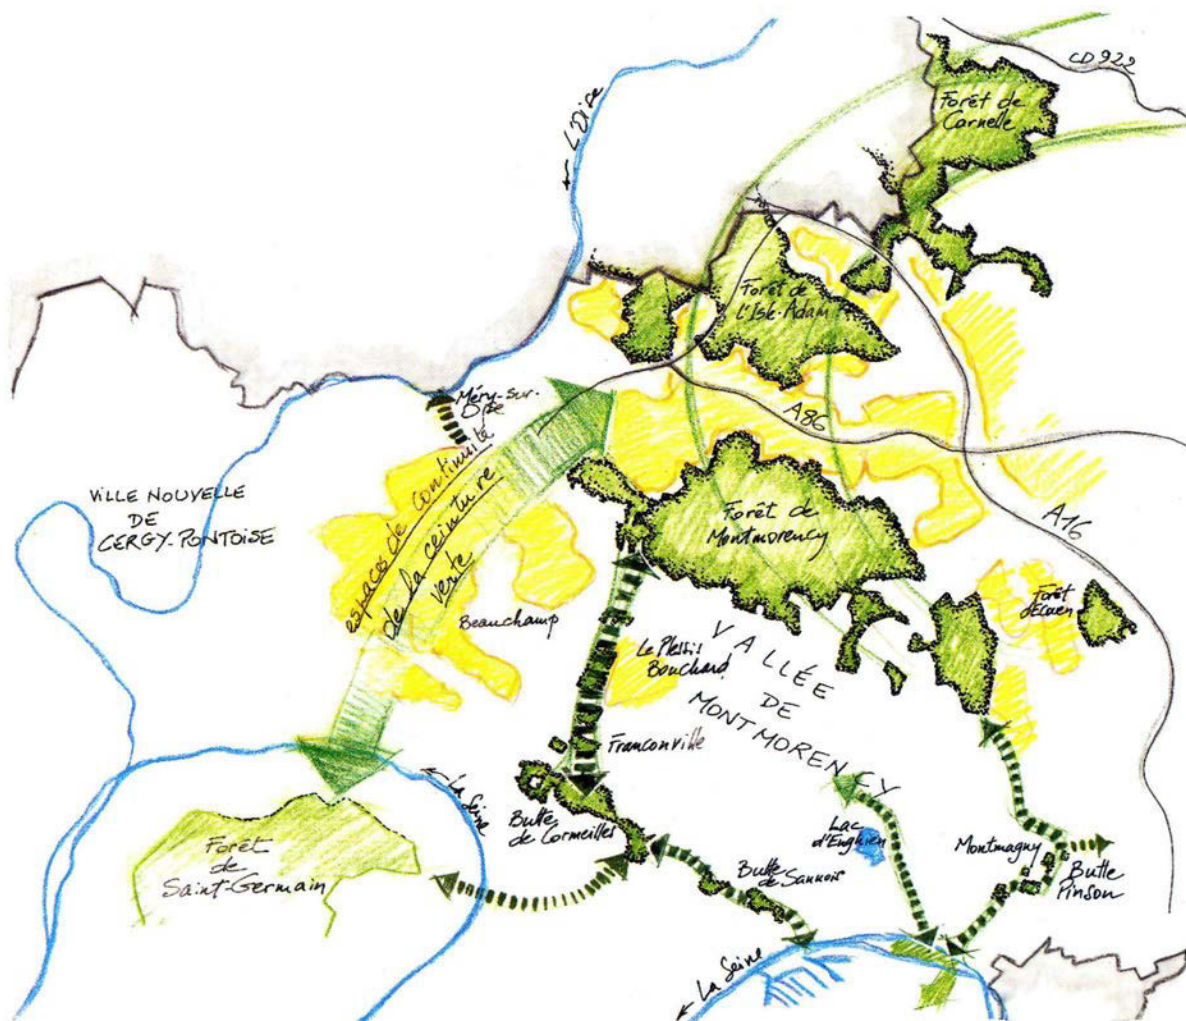 CD 922
Forêt de
Carnelle
← L'Oise
Forêt de
L'Isle-Adam
Méry-sur-
Oise
A86
espaces de continuité
de la ceinture
verte
VILLE NOUVELLE
DE
CERGY-PONTOISE
Forêt de
Montmorency
A16
Forêt
d'Ecouen
Beauchamp
Le Plessis
Bouchard
VALLÉE
DE
MONTMORENCY
Franconville
← La Seine
Butte
de Cormeilles
Lac
d'Enghien
Montmagny
Butte
Pinson
Forêt
de
Saint-Germain
Butte
de Sannois
← La Seine